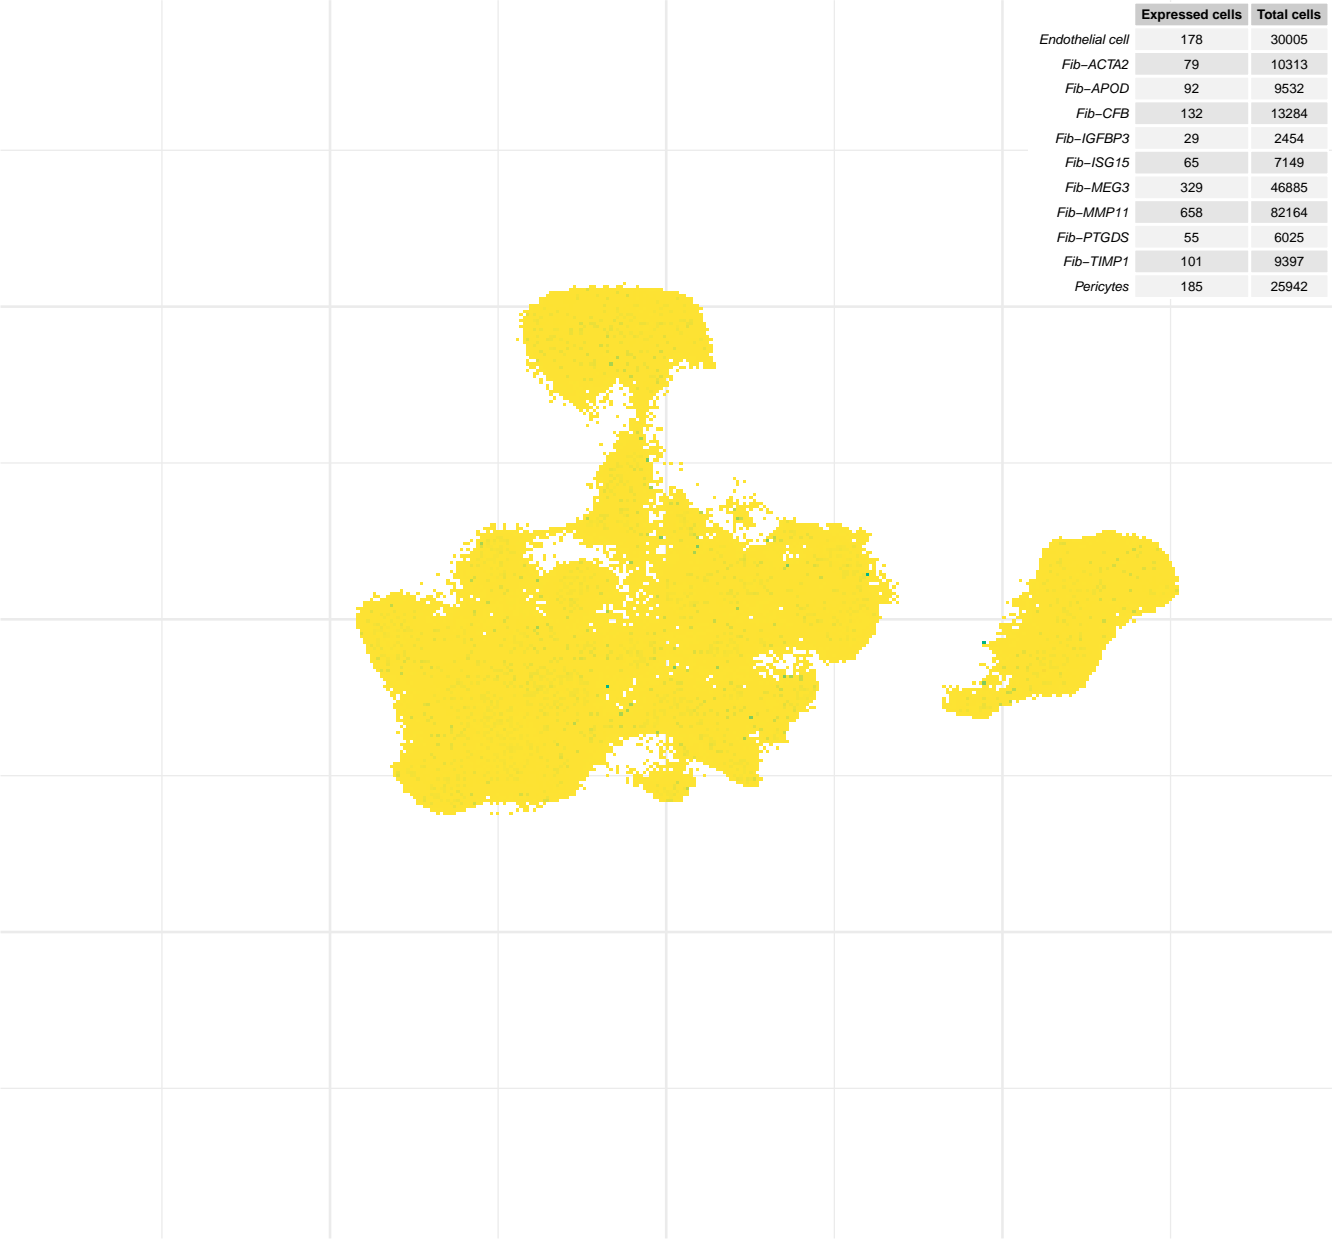 Expressed cells Total cells
Endothelial cell 178 30005
Fib−ACTA2 79 10313
Fib−APOD 92 9532
Fib−CFB 132 13284
Fib−IGFBP3 29 2454
Fib−ISG15 65 7149
Fib−MEG3 329 46885
Fib−MMP11 658 82164
Fib−PTGDS 55 6025
Fib−TIMP1 101 9397
Pericytes 185 25942